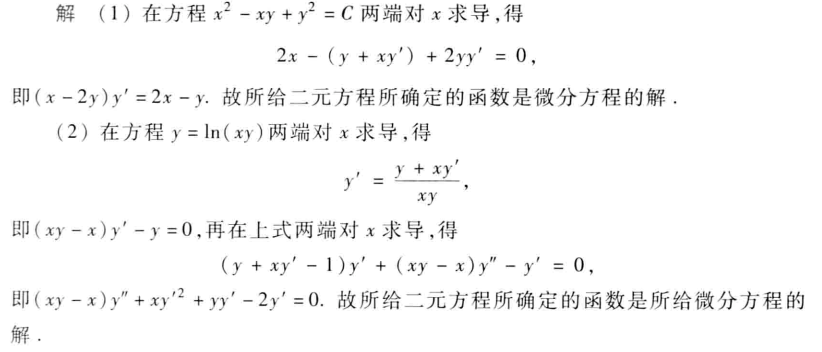 解 (1) 在方程 x² - xy + y² = C 两端对 x 求导,得
2x - (y + xy′) + 2yy′ = 0,
即(x - 2y)y′ = 2x - y. 故所给二元方程所确定的函数是微分方程的解.
(2) 在方程 y = ln(xy)两端对 x 求导,得
y′ = \frac{y + xy′}{xy},
即(xy - x)y′ - y = 0,再在上式两端对 x 求导,得
(y + xy′ - 1)y′ + (xy - x)y″ - y′ = 0,
即(xy - x)y″ + xy′² + yy′ - 2y′ = 0. 故所给二元方程所确定的函数是所给微分方程的
解.